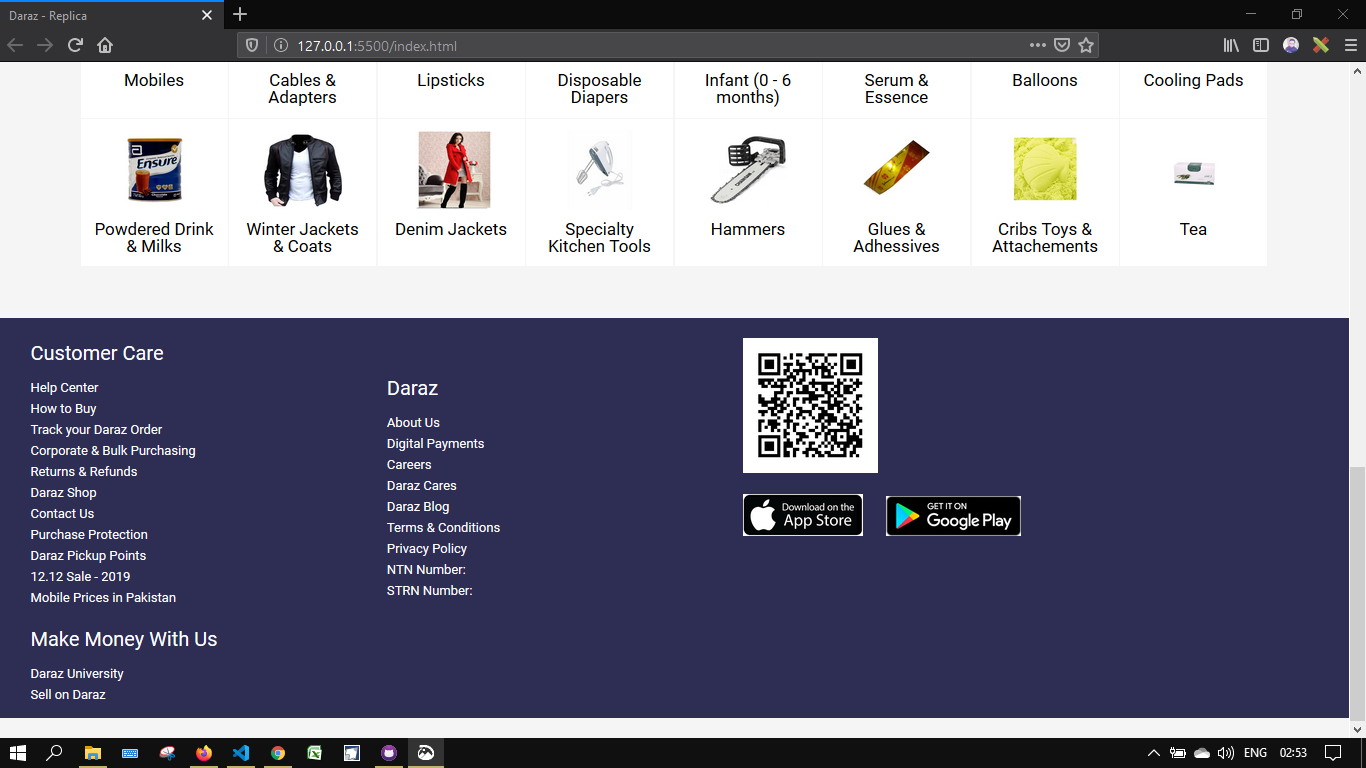 Daraz - Replica
127.0.0.1:5500/index.html
Mobiles
Cables &
Adapters
Lipsticks
Disposable
Diapers
Infant (0 - 6
months)
Serum &
Essence
Balloons
Cooling Pads
Ensure
Powdered Drink
& Milks
Winter Jackets
& Coats
Denim Jackets
Specialty
Kitchen Tools
Hammers
Glues &
Adhessives
Cribs Toys &
Attachements
Tea
Customer Care
Help Center
How to Buy
Track your Daraz Order
Corporate & Bulk Purchasing
Returns & Refunds
Daraz Shop
Contact Us
Purchase Protection
Daraz Pickup Points
12.12 Sale - 2019
Mobile Prices in Pakistan
Make Money With Us
Daraz University
Sell on Daraz
Daraz
About Us
Digital Payments
Careers
Daraz Cares
Daraz Blog
Terms & Conditions
Privacy Policy
NTN Number:
STRN Number:
Download on the
App Store
GET IT ON
Google Play
ENG
02:53